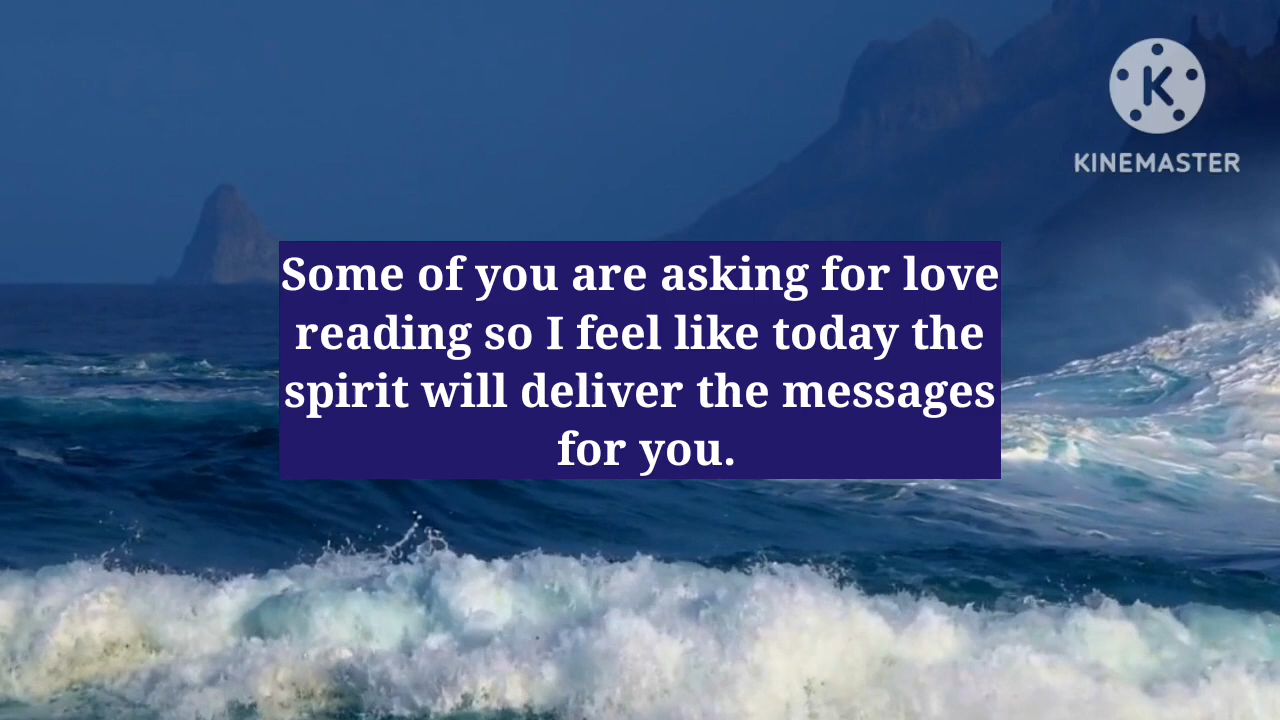 K
KINEMASTER
Some of you are asking for love
reading so I feel like today the
spirit will deliver the messages
for you.